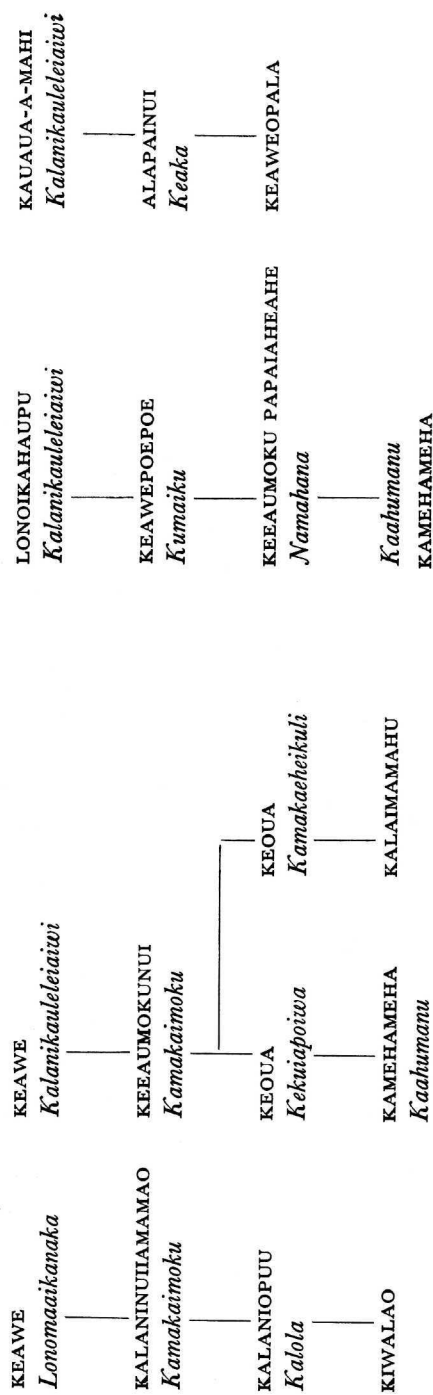 KEAWE
Lonomaaikanaka
KALANINUIIAMAMAO
Kamakaimoku
KALANIOPUU
Kalola
KIWALAO
KEAWE
Kalanikauleleiaiwi
KEEAUMOKUNUI
Kamakaimoku
KEOUA
Kekuiapoiwa
KAMEHAMEHA
Kaahumanu
KEOUA
Kamakaeheikuli
KALAIMAMAHU
LONOIKAHAUPU
Kalanikauleleiaiwi
KEAWEPOEPOE
Kumaiku
KEEAUMOKU PAPAIAHEAHE
Namahana
Kaahumanu
KAMEHAMEHA
KAUAUA-A-MAHI
Kalanikauleleiaiwi
ALAPAINUI
Keaka
KEAWEOPALA